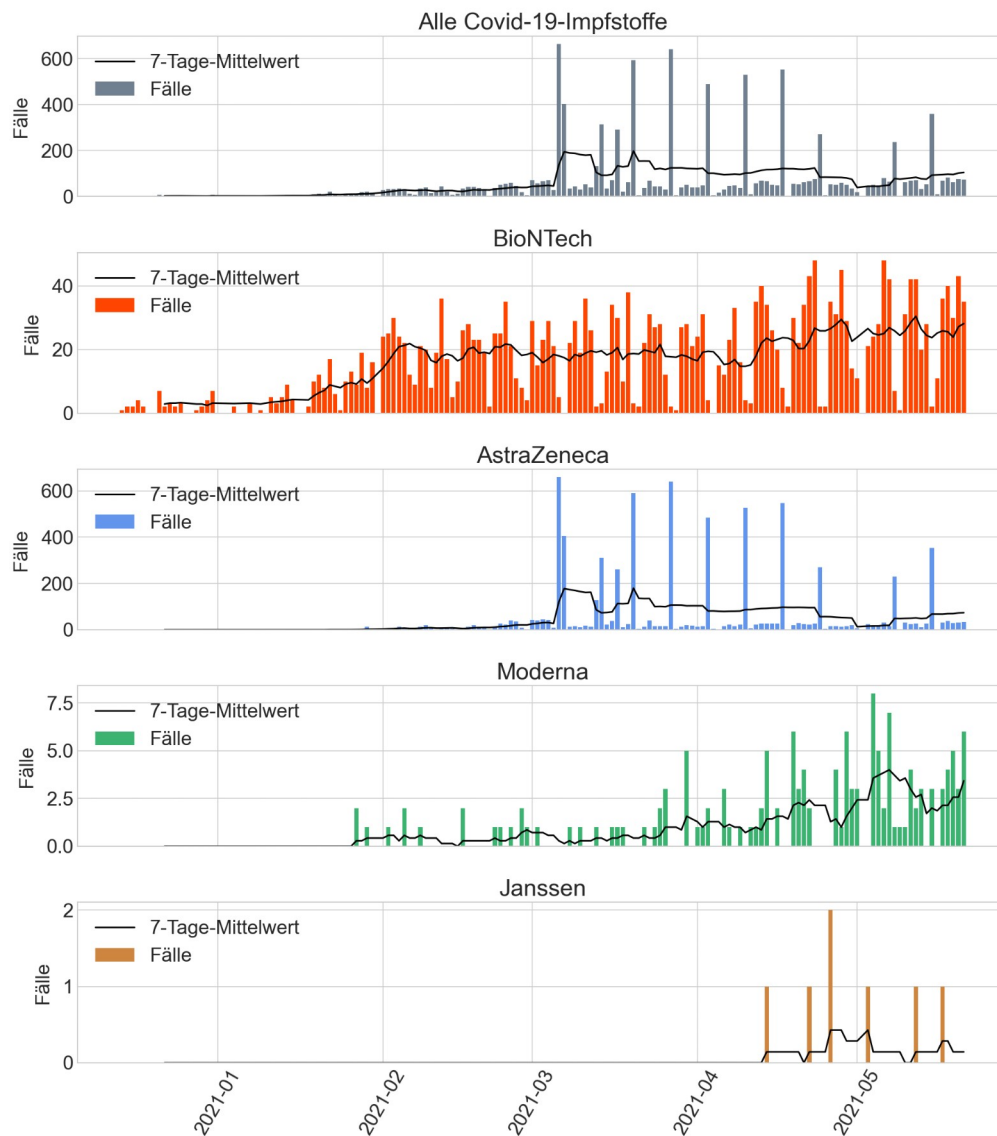 Alle Covid-19-Impfstoffe
600
400
200
0
Fälle
7-Tage-Mittelwert
Fälle
BioNTech
40
20
0
Fälle
7-Tage-Mittelwert
Fälle
AstraZeneca
600
400
200
0
Fälle
7-Tage-Mittelwert
Fälle
Moderna
7.5
5.0
2.5
0.0
Fälle
7-Tage-Mittelwert
Fälle
Janssen
2
1
0
Fälle
7-Tage-Mittelwert
Fälle
2021-01
2021-02
2021-03
2021-04
2021-05